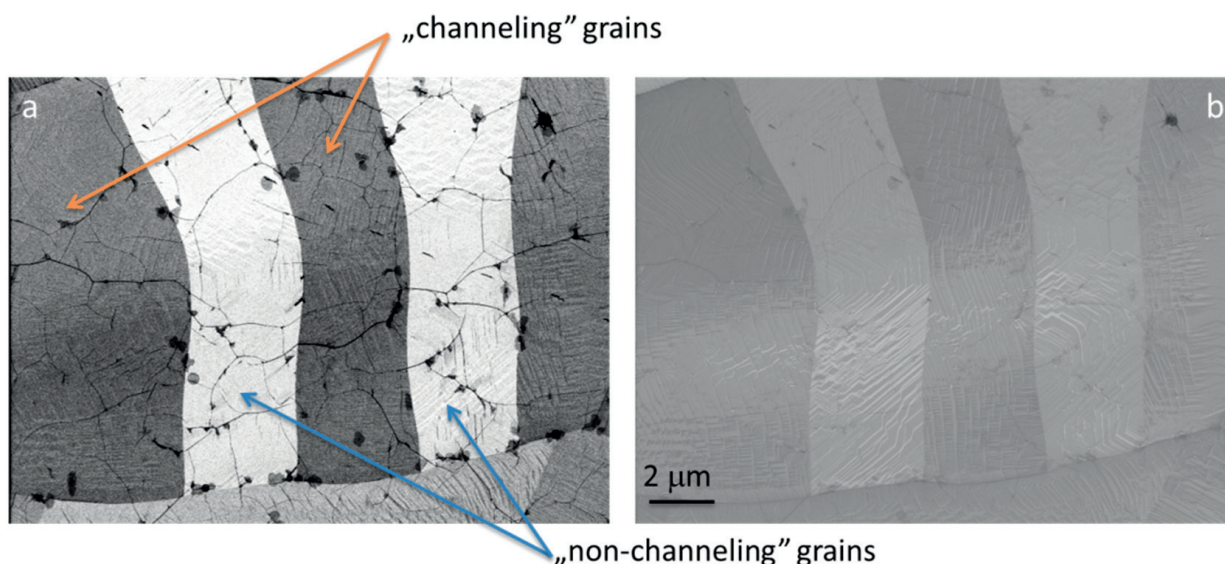 „channeling” grains
a
b
2 μm
„non-channeling” grains